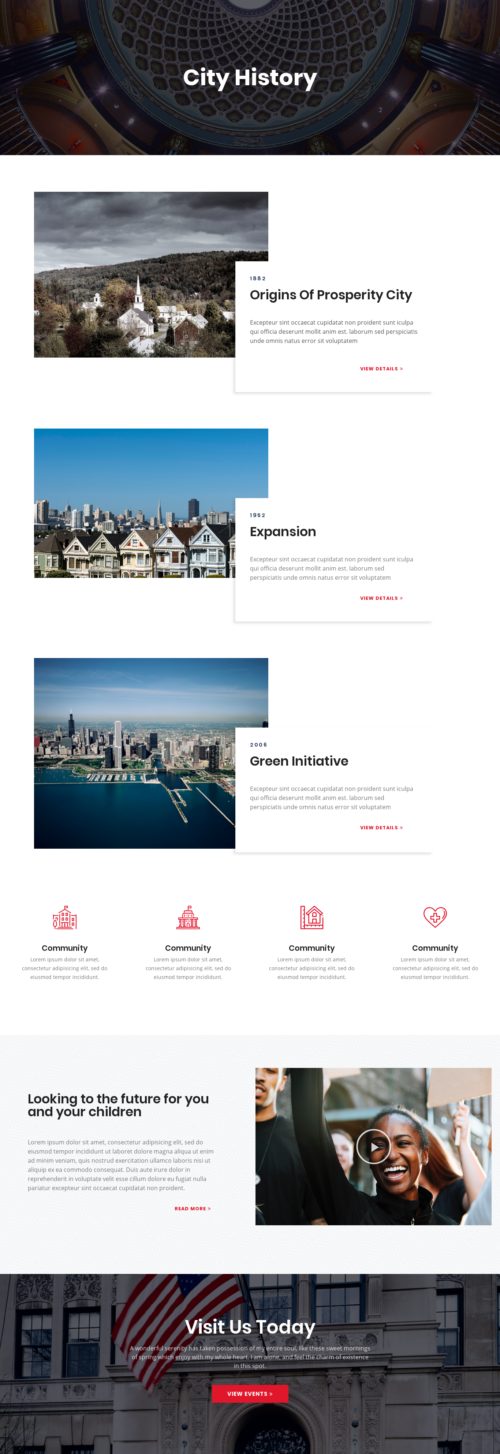 City History
1882
Origins Of Prosperity City
Excepteur sint occaecat cupidatat non proident sunt iculpa
qui officia deserunt mollit anim est. laborum sed perspiciatis
unde omnis natus error sit voluptatem
VIEW DETAILS >
1962
Expansion
Excepteur sint occaecat cupidatat non proident sunt iculpa
qui officia deserunt mollit anim est. laborum sed
perspiciatis unde omnis natus error sit voluptatem
VIEW DETAILS >
2006
Green Initiative
Excepteur sint occaecat cupidatat non proident sunt iculpa
qui officia deserunt mollit anim est. laborum sed
perspiciatis unde omnis natus error sit voluptatem
VIEW DETAILS >
Community
Lorem ipsum dolor sit amet,
consectetur adipisicing elit, sed do
eiusmod tempor incididunt.
Community
Lorem ipsum dolor sit amet,
consectetur adipisicing elit, sed do
eiusmod tempor incididunt.
Community
Lorem ipsum dolor sit amet,
consectetur adipisicing elit, sed do
eiusmod tempor incididunt.
Community
Lorem ipsum dolor sit amet,
consectetur adipisicing elit, sed do
eiusmod tempor incididunt.
Looking to the future for you
and your children
Lorem ipsum dolor sit amet, consectetur adipisicing elit, sed do
eiusmod tempor incididunt ut laboret dolore magna aliqua ut enim
ad minim veniam, quis nostrud exercitation ullamco laboris nisi ut
aliquip ex ea commodo consequat. Duis aute irure dolor in
reprehenderit in voluptate velit esse cillum dolore eu fugiat nulla
pariatur excepteur sint occaecat cupidatat non proident.
READ MORE >
Visit Us Today
A wonderful serenity has taken possession of my entire soul, like these sweet mornings
of spring which enjoy with my whole heart. I am alone, and feel the charm of existence
in this spot.
VIEW EVENTS >